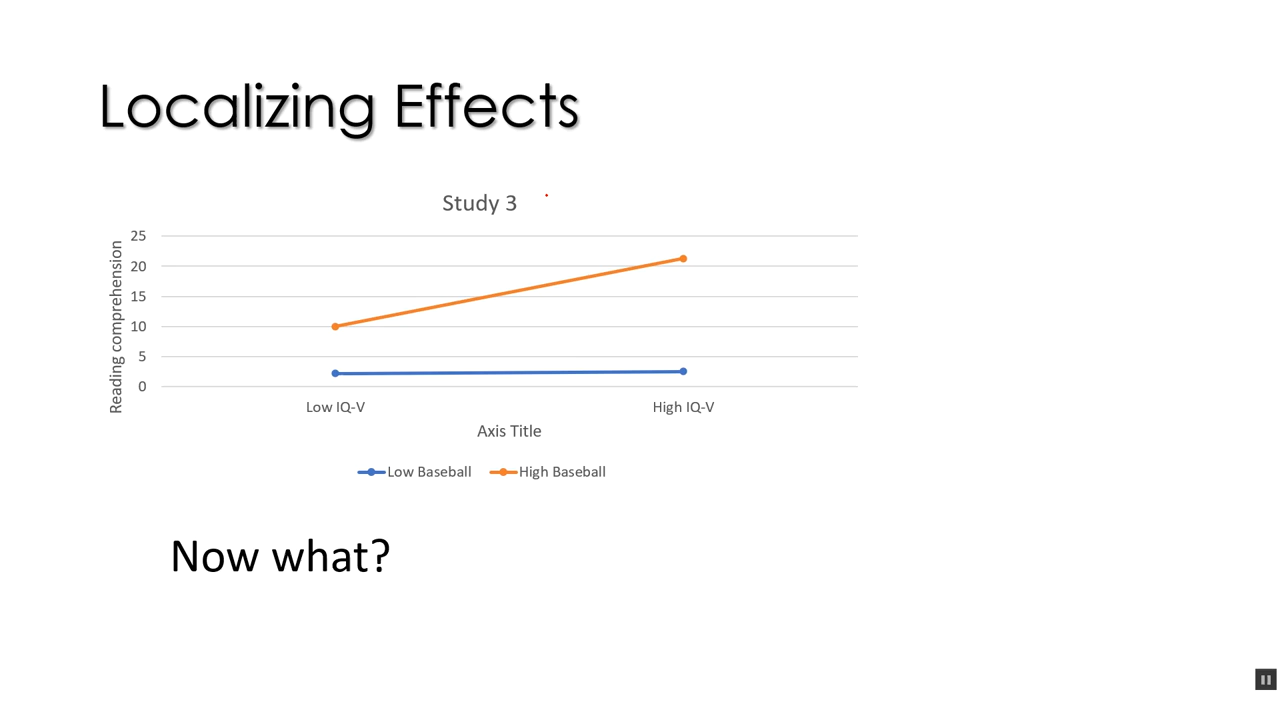 Localizing Effects
Study 3
Reading comprehension
25
20
15
10
5
0
Low IQ-V High IQ-V
Axis Title
Low Baseball High Baseball
Now what?